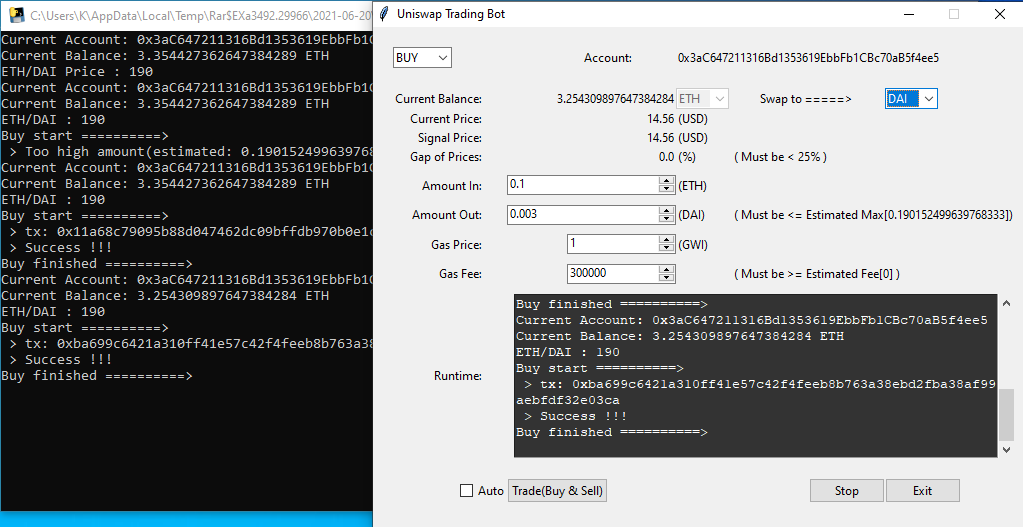 C:\Users\K\AppData\Local\Temp\Rar$EXa3492.29966\2021-06-20
Current Account: 0x3aC647211316Bd1353619EbbFb1C
Current Balance: 3.354427362647384289 ETH
ETH/DAI Price : 190
Current Account: 0x3aC647211316Bd1353619EbbFb1C
Current Balance: 3.354427362647384289 ETH
ETH/DAI : 190
Buy start ==========>
> Too high amount(estimated: 0.190152499639768
Current Account: 0x3aC647211316Bd1353619EbbFb1C
Current Balance: 3.354427362647384289 ETH
ETH/DAI : 190
Buy start ==========>
> tx: 0x11a68c79095b88d047462dc09bffdb970b0e1c
> Success !!!
Buy finished ==========>
Current Account: 0x3aC647211316Bd1353619EbbFb1C
Current Balance: 3.254309897647384284 ETH
ETH/DAI : 190
Buy start ==========>
> tx: 0xba699c6421a310ff41e57c42f4feeb8b763a38
> Success !!!
Buy finished ==========>
Uniswap Trading Bot
BUY Account: 0x3aC647211316Bd1353619EbbFb1CBc70aB5f4ee5
Current Balance: 3.254309897647384284 ETH Swap to =====> DAI
Current Price: 14.56 (USD)
Signal Price: 14.56 (USD)
Gap of Prices: 0.0 (%) ( Must be < 25% )
Amount In: 0.1 (ETH)
Amount Out: 0.003 (DAI) ( Must be <= Estimated Max[0.190152499639768333])
Gas Price: 1 (GWI)
Gas Fee: 300000 ( Must be >= Estimated Fee[0] )
Runtime:
Buy finished ==========>
Current Account: 0x3aC647211316Bd1353619EbbFb1CBc70aB5f4ee5
Current Balance: 3.254309897647384284 ETH
ETH/DAI : 190
Buy start ==========>
> tx: 0xba699c6421a310ff41e57c42f4feeb8b763a38ebd2fba38af99
aebfdf32e03ca
> Success !!!
Buy finished ==========>
Auto Trade(Buy & Sell) Stop Exit